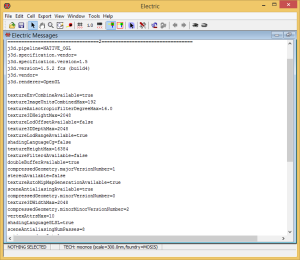 Electric
File Edit Cell Export View Window Tools Help
Electric Messages
j3d.pipeline=NATIVE_OGL
j3d.specification.vendor=
j3d.specification.version=1.5
j3d.version=1.5.2 fcs (build4)
j3d.vendor=
j3d.renderer=OpenGL
textureEnvCombineAvailable=true
textureImageUnitsCombinedMax=192
textureAnisotropicFilterDegreeMax=16.0
texture3DHeightMax=2048
textureLodOffsetAvailable=false
texture3DDepthMax=2048
textureLodRangeAvailable=true
shadingLanguageCg=false
textureHeightMax=16384
textureFilter4Available=false
doubleBufferAvailable=true
compressedGeometry.majorVersionNumber=1
stereoAvailable=false
textureAutoMipMapGenerationAvailable=true
sceneAntialiasingAvailable=true
compressedGeometry.minorVersionNumber=0
texture3DWidthMax=2048
compressedGeometry.minorMinorVersionNumber=2
vertexAttrsMax=16
shadingLanguageGLSL=true
sceneAntialiasingNumPasses=8
NOTHING SELECTED
TECH: mocmos (scale=300.0nm,foundry=MOSIS)